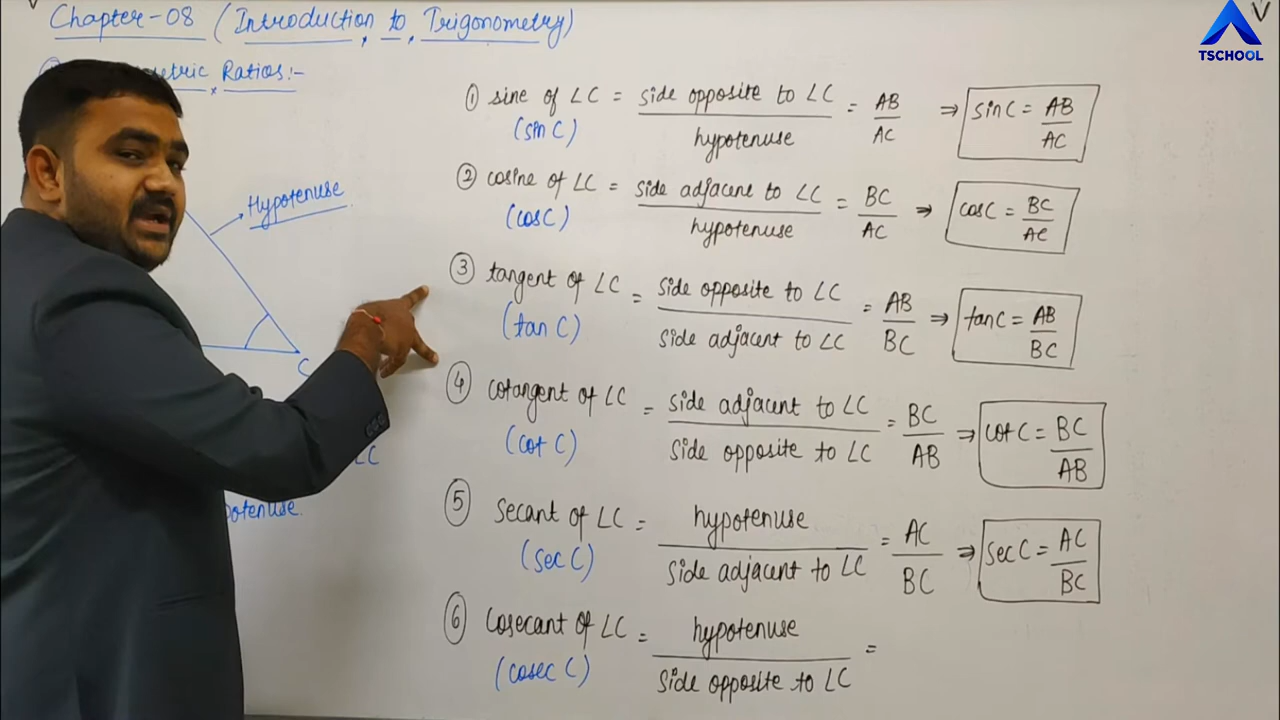 Chapter-08 (Introduction to Trigonometry)
Ratios:-
TSCHOOL
Hypotenuse
C
① sine of ∠C = side opposite to ∠C / hypotenuse = AB / AC ⇒ sin C = AB / AC
(sin C)
② cosine of ∠C = side adjacent to ∠C / hypotenuse = BC / AC ⇒ cos C = BC / AC
(cos C)
③ tangent of ∠C = side opposite to ∠C / side adjacent to ∠C = AB / BC ⇒ tan C = AB / BC
(tan C)
④ cotangent of ∠C = side adjacent to ∠C / side opposite to ∠C = BC / AB ⇒ cot C = BC / AB
(cot C)
⑤ Secant of ∠C = hypotenuse / side adjacent to ∠C = AC / BC ⇒ sec C = AC / BC
(sec C)
⑥ Cosecant of ∠C = hypotenuse / side opposite to ∠C =
(cosec C)
∠C